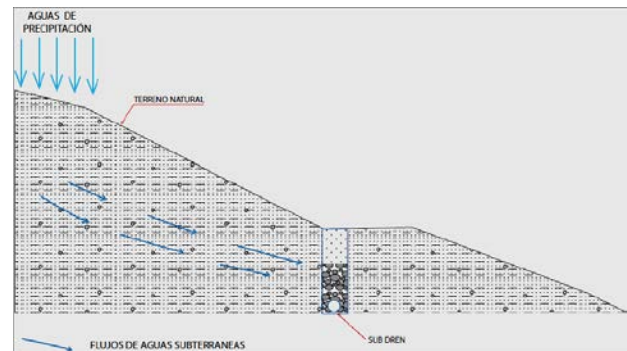 AGUAS DE
PRECIPITACIÓN
TERRENO NATURAL
SUB DREN
FLUJOS DE AGUAS SUBTERRANEAS